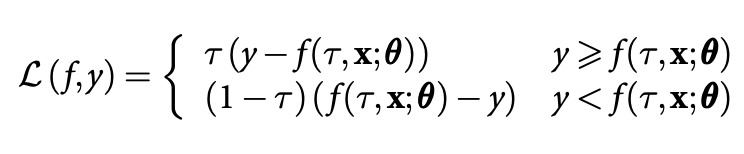 ℒ(f,y) = { τ(y − f(τ,𝐱;𝜽))   y ⩾ f(τ,𝐱;𝜽)
(1 − τ)(f(τ,𝐱;𝜽) − y)   y < f(τ,𝐱;𝜽)